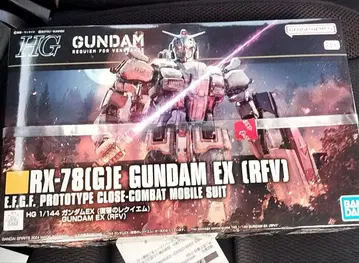 HG
GUNDAM
REQUIEM FOR VENGEANCE
RX-78(G)E GUNDAM EX (RFV)
E.F.G.F. PROTOTYPE CLOSE-COMBAT MOBILE SUIT
HG 1/144 ガンダムEX (復讐のレクイエム)
GUNDAM EX (RFV)
BANDAI